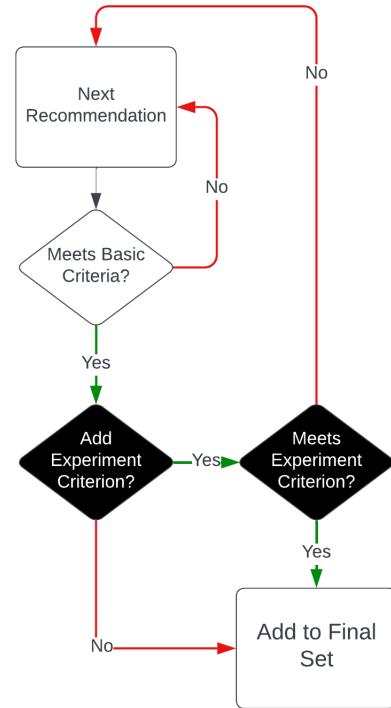 No
Next
Recommendation
No
Meets Basic
Criteria?
Yes
Add
Experiment
Criterion?
Yes
Meets
Experiment
Criterion?
Yes
Add to Final
Set
No